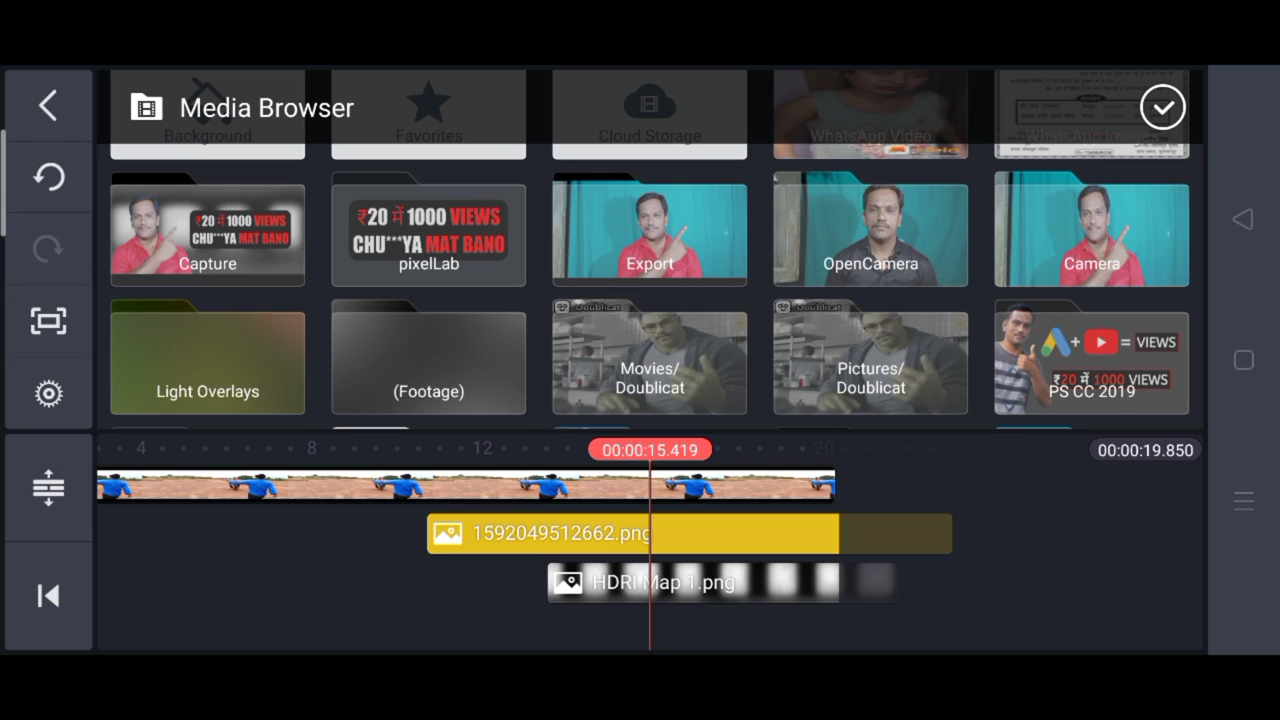 Media Browser
Background
Favorites
Cloud Storage
WhatsApp Video
WhatsApp Images
₹20 में 1000 VIEWS
CHU***YA MAT BANO
Capture
₹20 में 1000 VIEWS
CHU***YA MAT BANO
pixelLab
Export
OpenCamera
Camera
Light Overlays
(Footage)
Doublicat
Movies/
Doublicat
Doublicat
Pictures/
Doublicat
+ = VIEWS
₹20 में 1000 VIEWS
PS CC 2019
4
8
12
00:00:15.419
20
00:00:19.850
1592049512662.png
HDRI Map 1.png